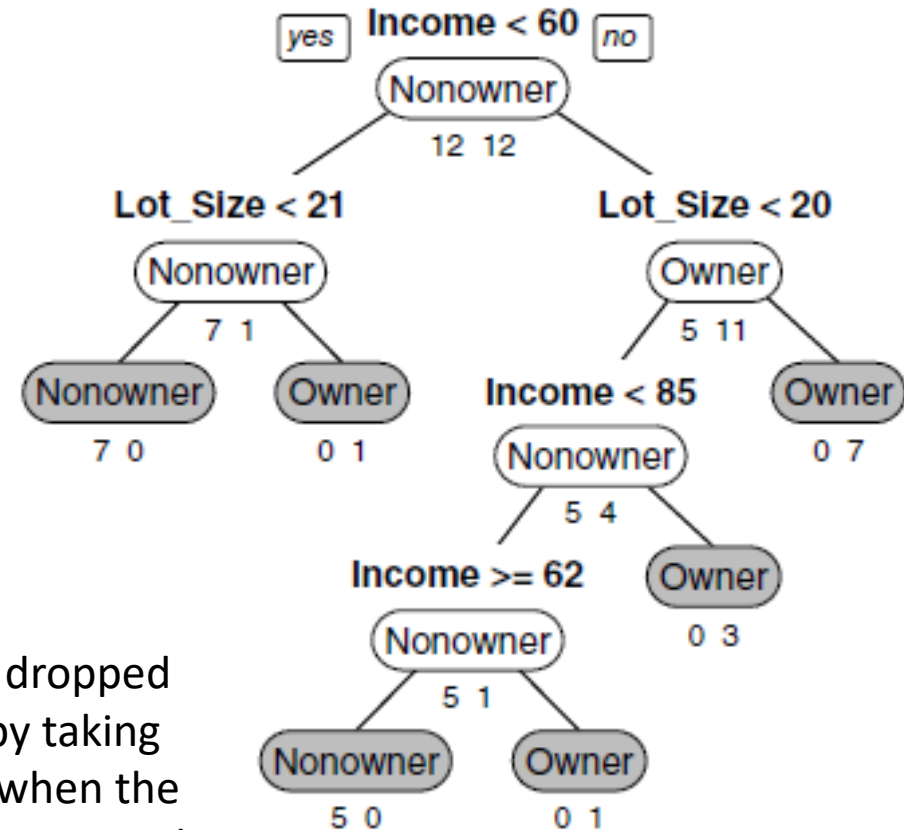 yes Income < 60 no
Nonowner
12 12
Lot_Size < 21 Lot_Size < 20
Nonowner Owner
7 1 5 11
Nonowner Owner Income < 85 Owner
7 0 0 1 Nonowner 0 7
5 4
Income >= 62 Owner
Nonowner 0 3
dropped
5 1
by taking
Nonowner Owner
when the
5 0 0 1